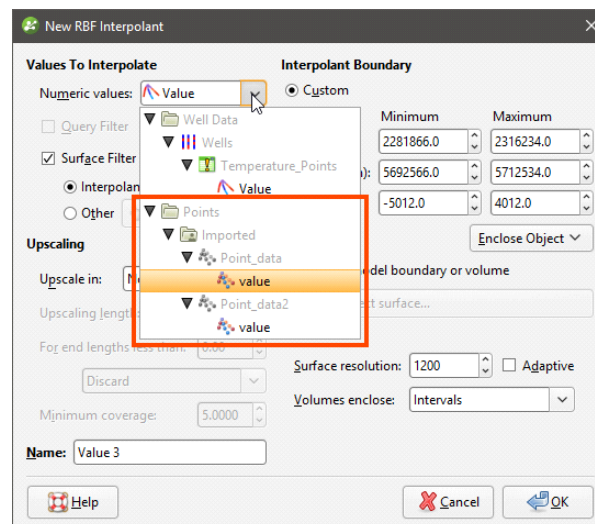 New RBF Interpolant
Values To Interpolate
Numeric values: Value
Query Filter
Surface Filter
Interpolan
Other
Well Data
Wells
Temperature_Points
Value
Points
Imported
Point_data
value
Point_data2
value
Upscaling
Upscale in:
Upscaling length
For end lengths less than: 0.00
Discard
Minimum coverage: 5.0000
Name: Value 3
Interpolant Boundary
Custom
Minimum Maximum
2281866.0 2316234.0
): 5692566.0 5712534.0
-5012.0 4012.0
Enclose Object
del boundary or volume
ct surface...
Surface resolution: 1200 Adaptive
Volumes enclose: Intervals
Help Cancel OK